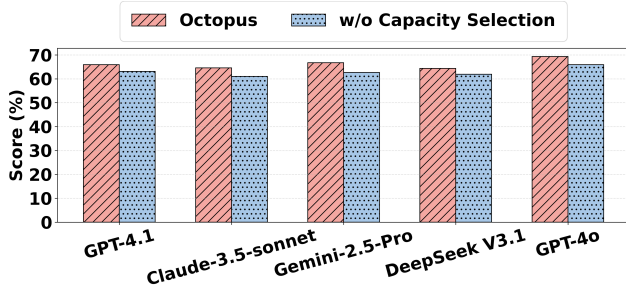 Octopus
w/o Capacity Selection
Score (%)
70
60
50
40
30
20
10
0
GPT-4.1
Claude-3.5-sonnet
Gemini-2.5-Pro
DeepSeek V3.1
GPT-4o